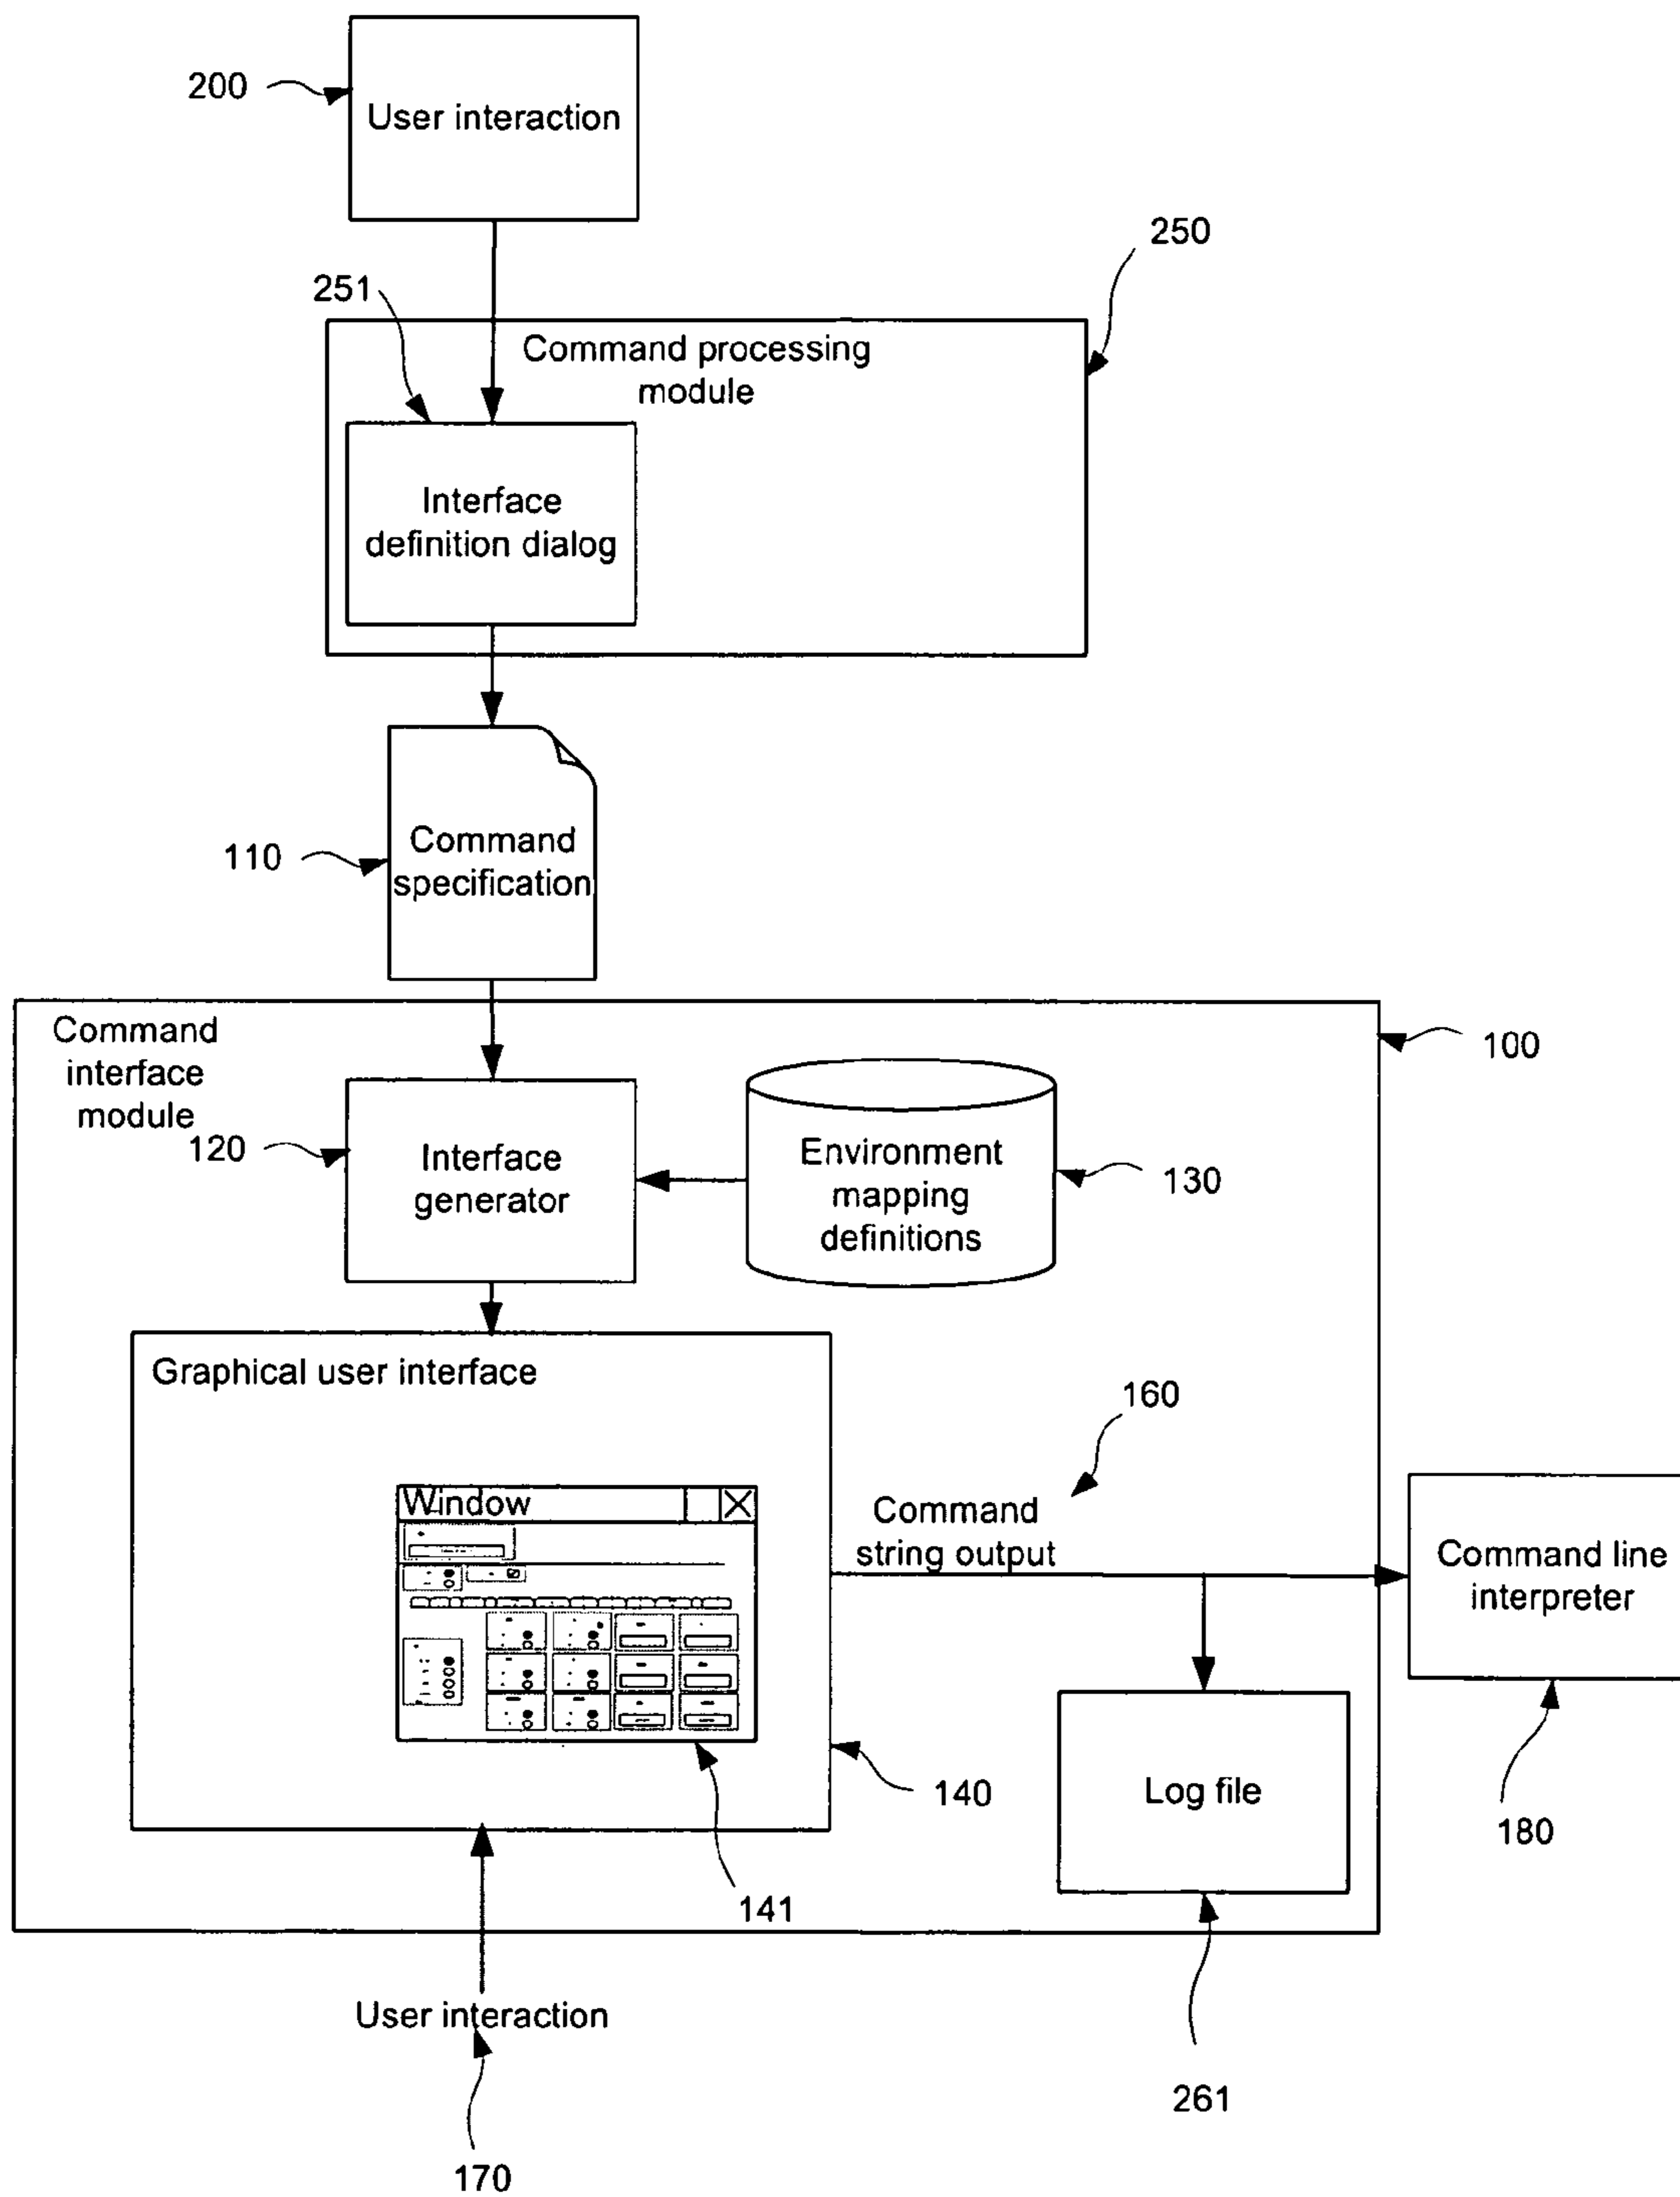 200
User interaction
250
251
Command processing
module
Interface
definition dialog
110
Command
specification
Command
interface
module
100
120
Interface
generator
Environment
mapping
definitions
130
Graphical user interface
160
Window
Command
string output
Command line
interpreter
Log file
140
180
141
User interaction
261
170